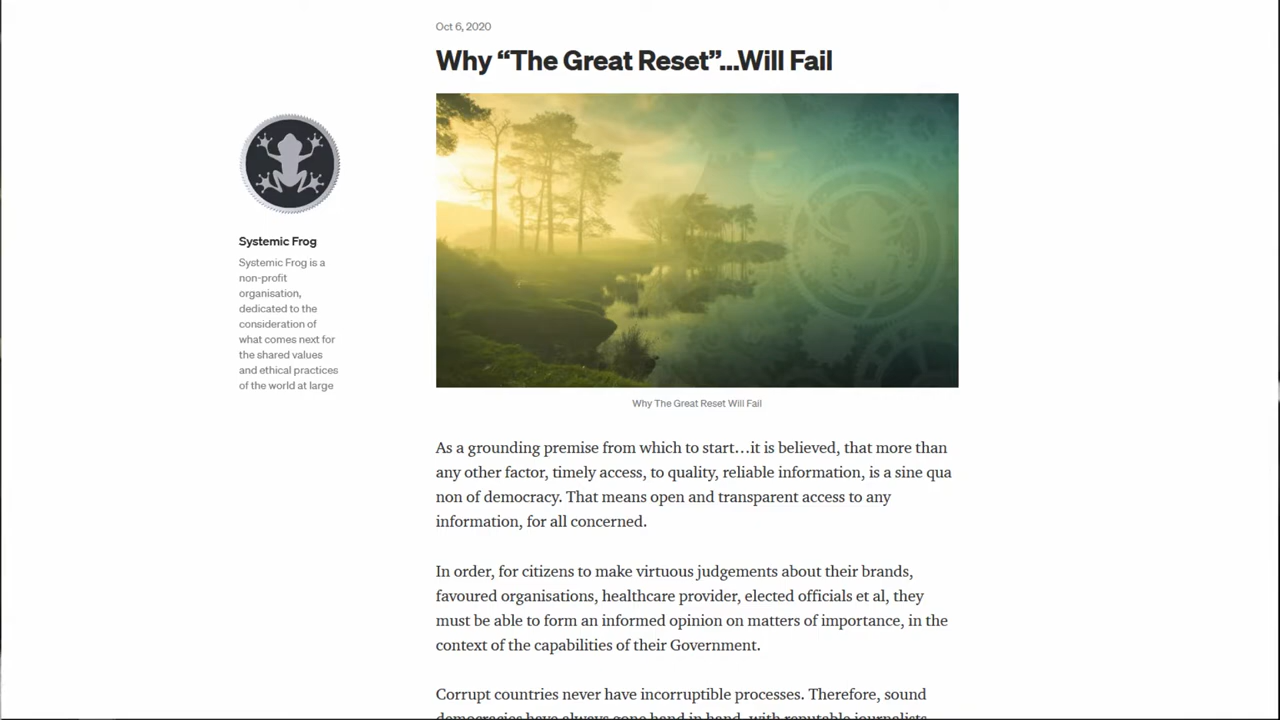 Oct 6, 2020
Why “The Great Reset”...Will Fail
Systemic Frog
Systemic Frog is a
non-profit
organisation,
dedicated to the
consideration of
what comes next for
the shared values
and ethical practices
of the world at large
Why The Great Reset Will Fail
As a grounding premise from which to start…it is believed, that more than
any other factor, timely access, to quality, reliable information, is a sine qua
non of democracy. That means open and transparent access to any
information, for all concerned.
In order, for citizens to make virtuous judgements about their brands,
favoured organisations, healthcare provider, elected officials et al, they
must be able to form an informed opinion on matters of importance, in the
context of the capabilities of their Government.
Corrupt countries never have incorruptible processes. Therefore, sound
democracies have always gone hand in hand, with reputable journalists